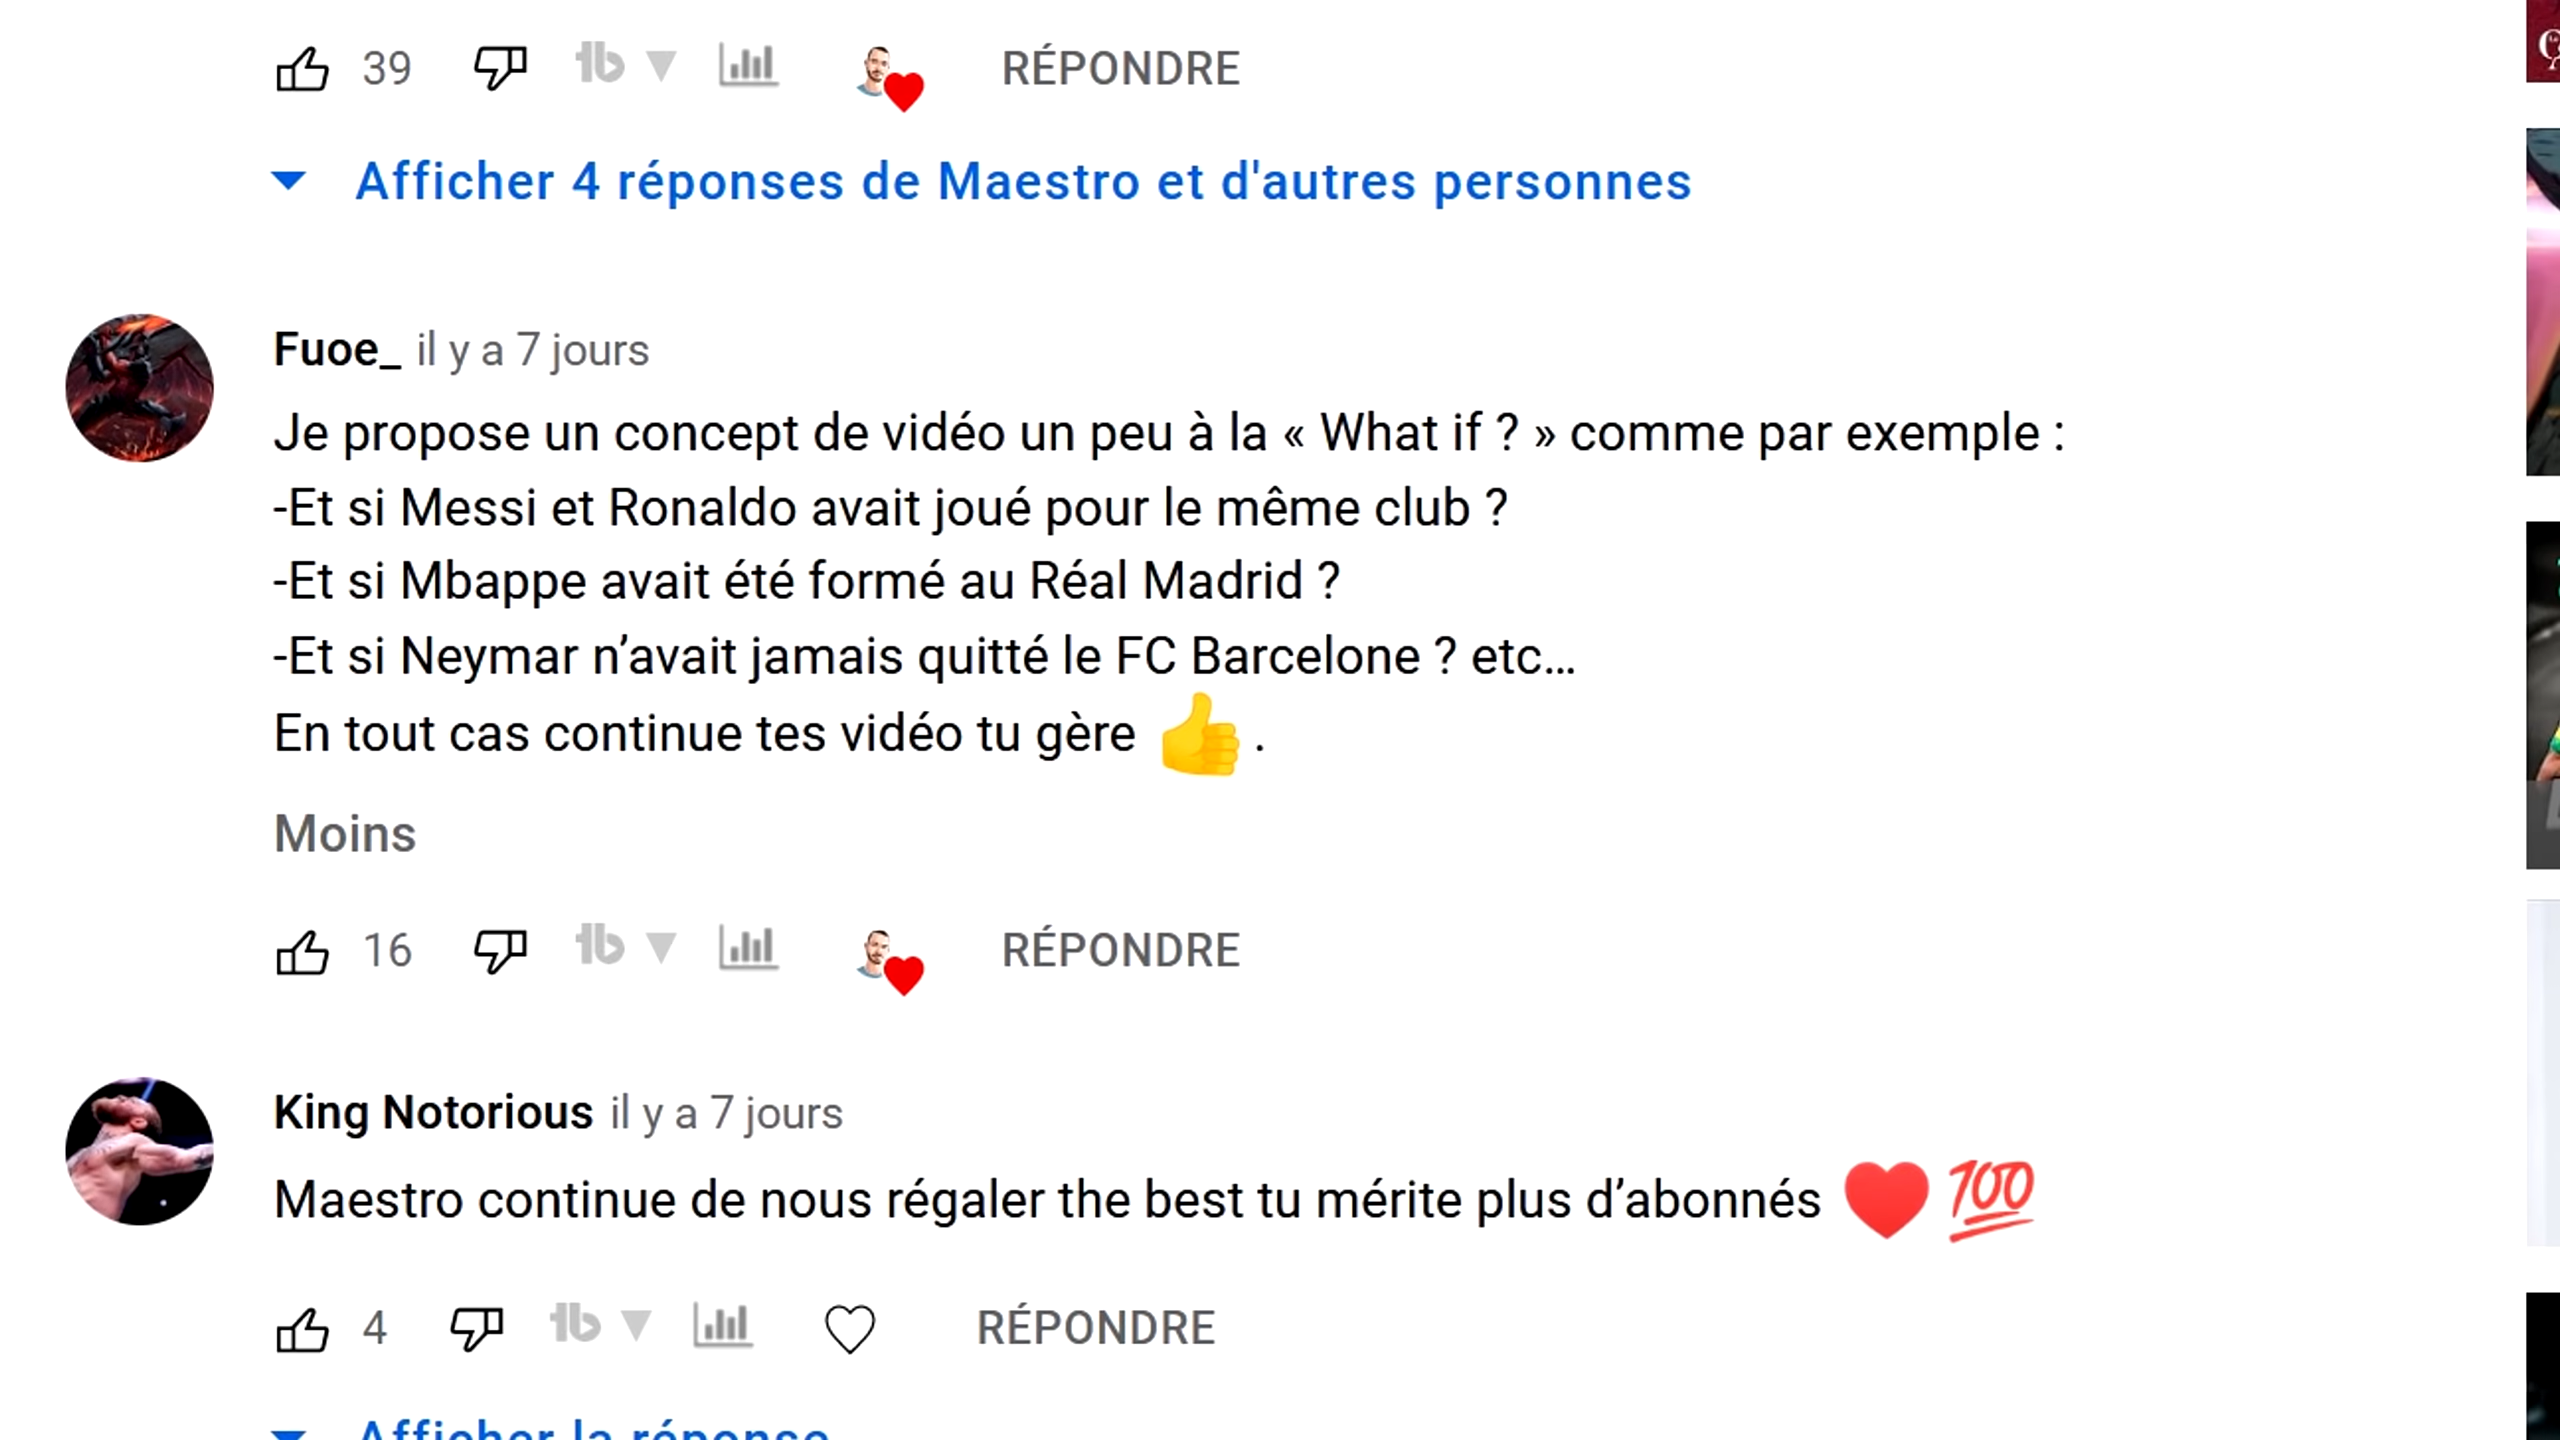 39 RÉPONDRE
Afficher 4 réponses de Maestro et d'autres personnes
Fuoe_ il y a 7 jours
Je propose un concept de vidéo un peu à la « What if ? » comme par exemple :
-Et si Messi et Ronaldo avait joué pour le même club ?
-Et si Mbappe avait été formé au Réal Madrid ?
-Et si Neymar n’avait jamais quitté le FC Barcelone ? etc…
En tout cas continue tes vidéo tu gère 👍 .
Moins
16 RÉPONDRE
King Notorious il y a 7 jours
Maestro continue de nous régaler the best tu mérite plus d’abonnés ❤️ 💯
4 RÉPONDRE
Afficher la réponse